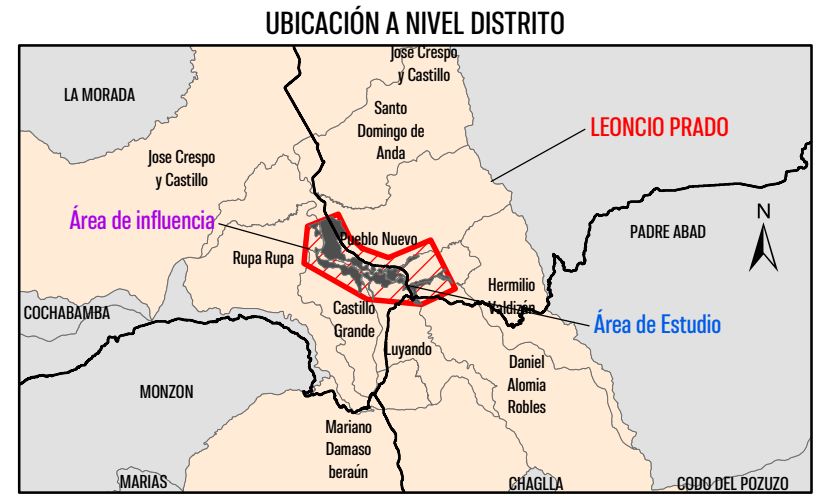 UBICACIÓN A NIVEL DISTRITO
Jose Crespo
y Castillo
LA MORADA
Santo
Domingo de
Anda
LEONCIO PRADO
Jose Crespo
y Castillo
N
Área de influencia
Pueblo Nuevo
PADRE ABAD
Rupa Rupa
Hermilio
Valdizán
COCHABAMBA
Castillo
Grande
Área de Estudio
Luyando
Daniel
Alomia
Robles
MONZON
Mariano
Damaso
beraún
MARIAS
CHAGLLA
CODO DEL POZUZO